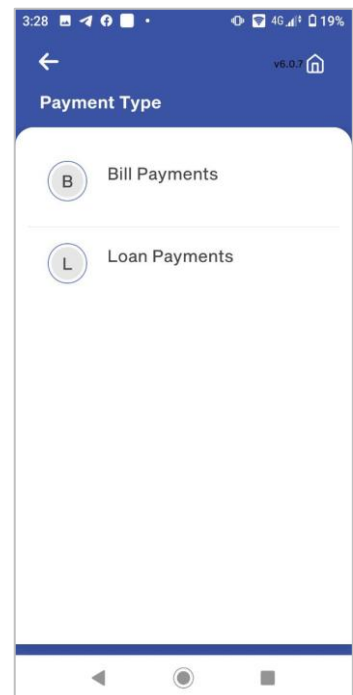 3:28 4G 19%
v6.0.7
Payment Type
B Bill Payments
L Loan Payments